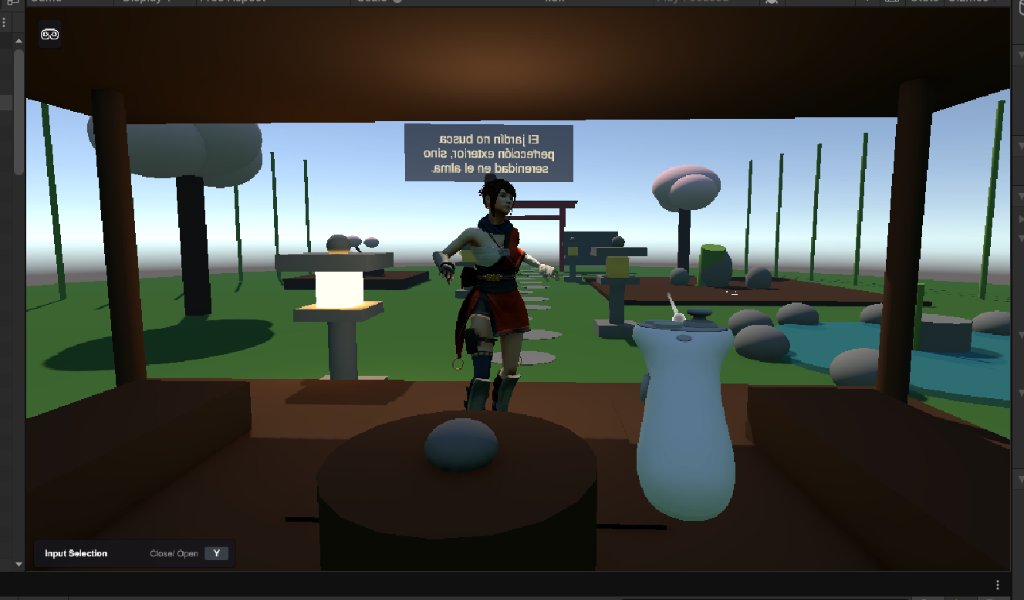 El jardín no busca
perfección exterior, sino
serenidad en el alma.
Input Selection
Close/ Open
Y